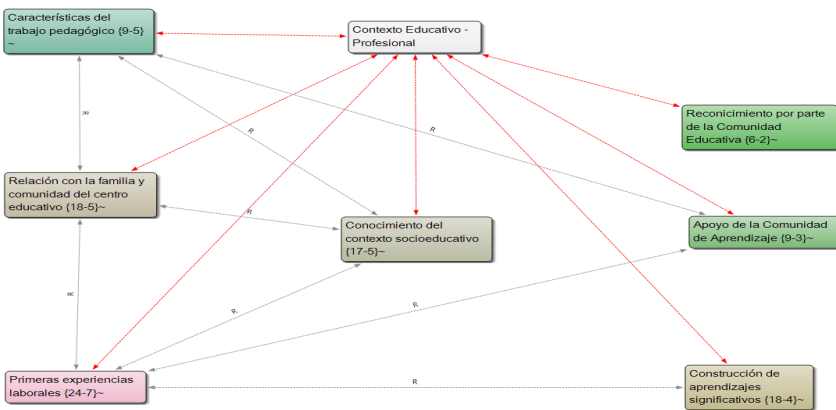 Características del
trabajo pedagógico {9-5}
~
Contexto Educativo -
Profesional
Reconicimiento por parte
de la Comunidad
Educativa {6-2}~
R
R
R
Relación con la familia y
comunidad del centro
educativo {18-5}~
R
Conocimiento del
contexto socioeducativo
{17-5}~
Apoyo de la Comunidad
de Aprendizaje {9-3}~
R
R
R
Primeras experiencias
laborales {24-7}~
R
Construcción de
aprendizajes
significativos {18-4}~